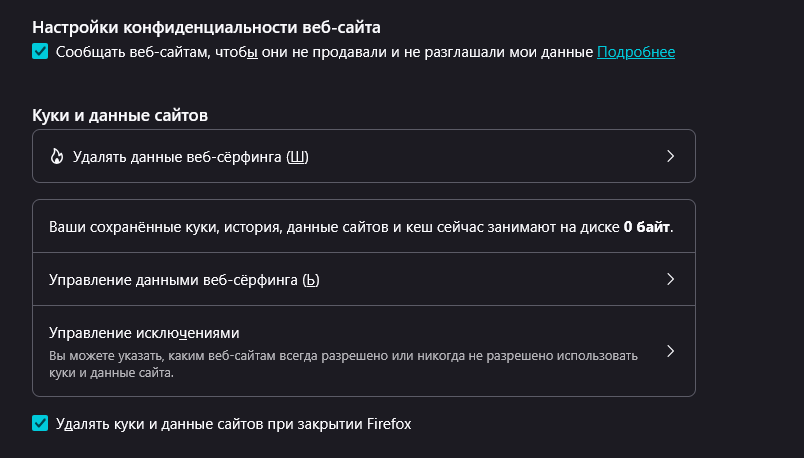 Настройки конфиденциальности веб-сайта
Сообщать веб-сайтам, чтобы они не продавали и не разглашали мои данные Подробнее
Куки и данные сайтов
Удалять данные веб-сёрфинга (Ш)
Ваши сохранённые куки, история, данные сайтов и кеш сейчас занимают на диске 0 байт.
Управление данными веб-сёрфинга (Ь)
Управление исключениями
Вы можете указать, каким веб-сайтам всегда разрешено или никогда не разрешено использовать
куки и данные сайта.
Удалять куки и данные сайтов при закрытии Firefox